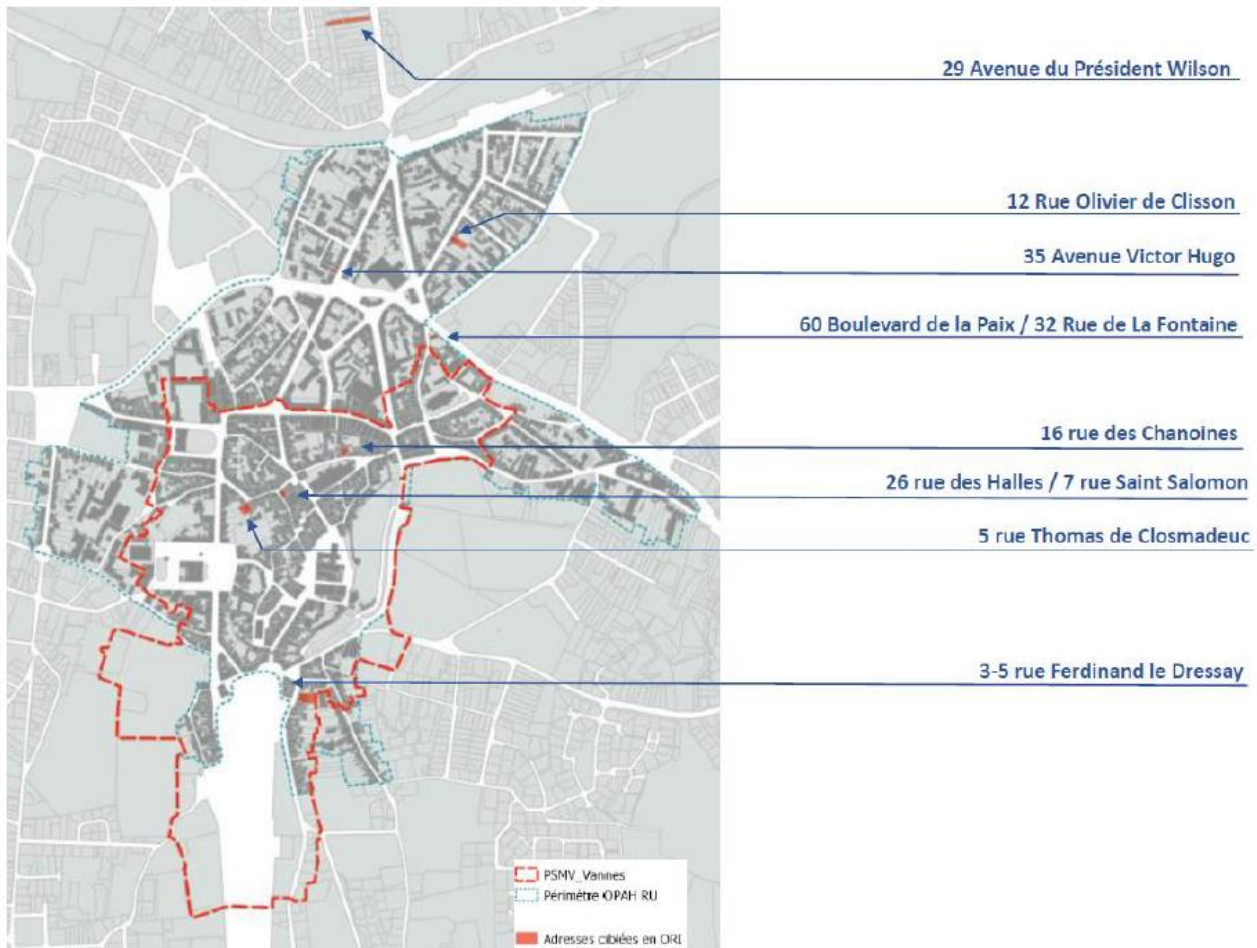 29 Avenue du Président Wilson
12 Rue Olivier de Clisson
35 Avenue Victor Hugo
60 Boulevard de la Paix / 32 Rue de La Fontaine
16 rue des Chanoines
26 rue des Halles / 7 rue Saint Salomon
5 rue Thomas de Closmadeuc
3-5 rue Ferdinand le Dressay
PSMV_Vannes
Périmètre OPAH RU
Adresses ciblées en ORI